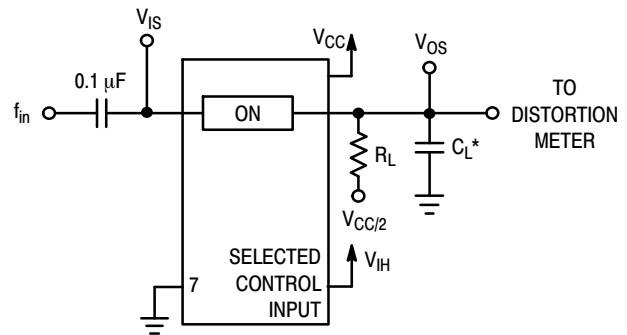 V_IS
V_CC
V_OS
0.1 μF
f_in
ON
TO
DISTORTION
METER
R_L
C_L*
V_CC/2
SELECTED
CONTROL
INPUT
V_IH
7